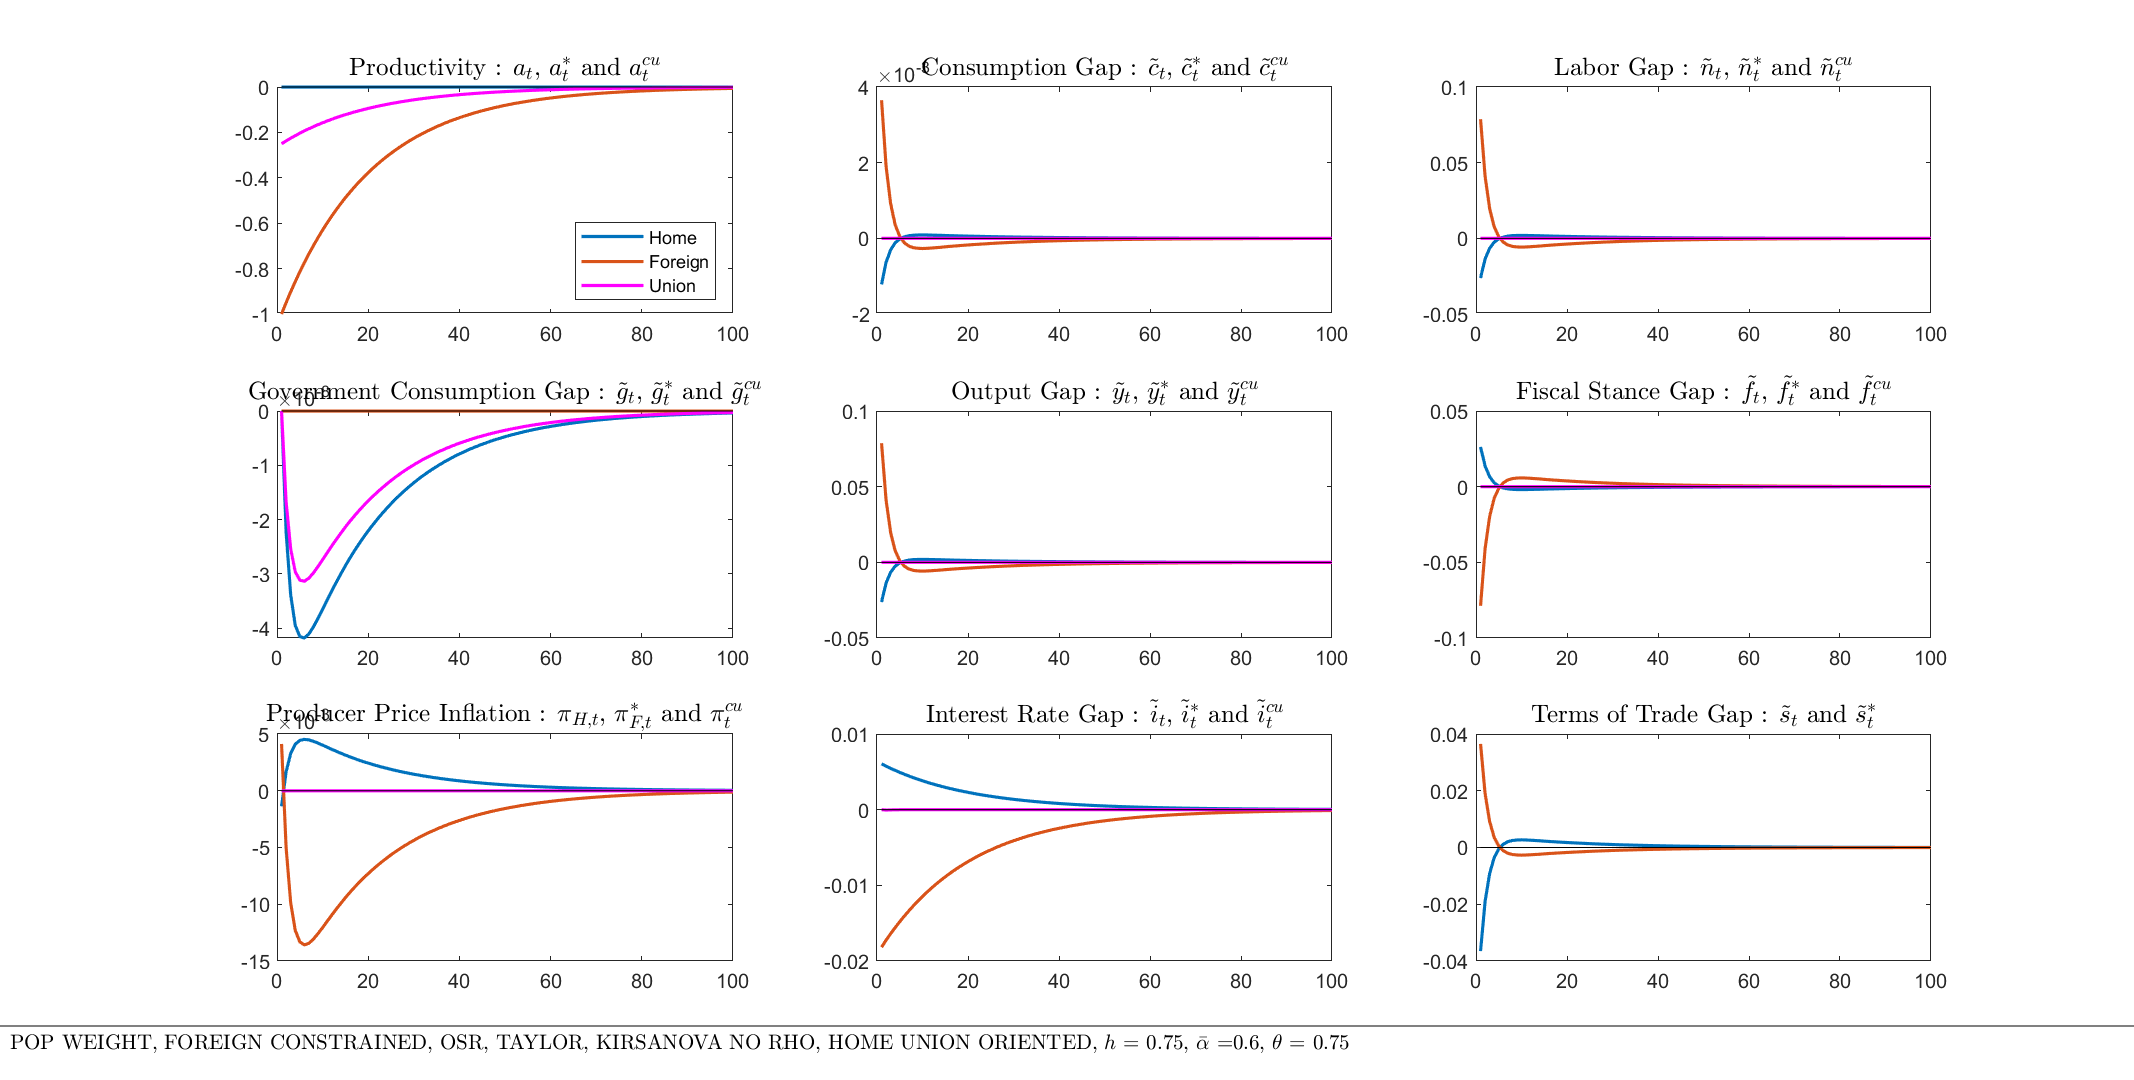 Productivity : a_t, a_t^* and a_t^{cu}
0
-0.2
-0.4
-0.6
-0.8
-1
0 20 40 60 80 100
Home
Foreign
Union
×10^-3
Consumption Gap : c̃_t, c̃_t^* and c̃_t^{cu}
4
2
0
-2
0 20 40 60 80 100
Labor Gap : ñ_t, ñ_t^* and ñ_t^{cu}
0.1
0.05
0
-0.05
0 20 40 60 80 100
Government Consumption Gap : g̃_t, g̃_t^* and g̃_t^{cu}
×10^-3
0
-1
-2
-3
-4
0 20 40 60 80 100
Output Gap : ỹ_t, ỹ_t^* and ỹ_t^{cu}
0.1
0.05
0
-0.05
0 20 40 60 80 100
Fiscal Stance Gap : f̃_t, f̃_t^* and f̃_t^{cu}
0.05
0
-0.05
-0.1
0 20 40 60 80 100
Producer Price Inflation : π_{H,t}, π_{F,t}^* and π_t^{cu}
×10^-3
5
0
-5
-10
-15
0 20 40 60 80 100
Interest Rate Gap : ĩ_t, ĩ_t^* and ĩ_t^{cu}
0.01
0
-0.01
-0.02
0 20 40 60 80 100
Terms of Trade Gap : s̃_t and s̃_t^*
0.04
0.02
0
-0.02
-0.04
0 20 40 60 80 100
POP WEIGHT, FOREIGN CONSTRAINED, OSR, TAYLOR, KIRSANOVA NO RHO, HOME UNION ORIENTED, h = 0.75, ᾱ =0.6, θ = 0.75